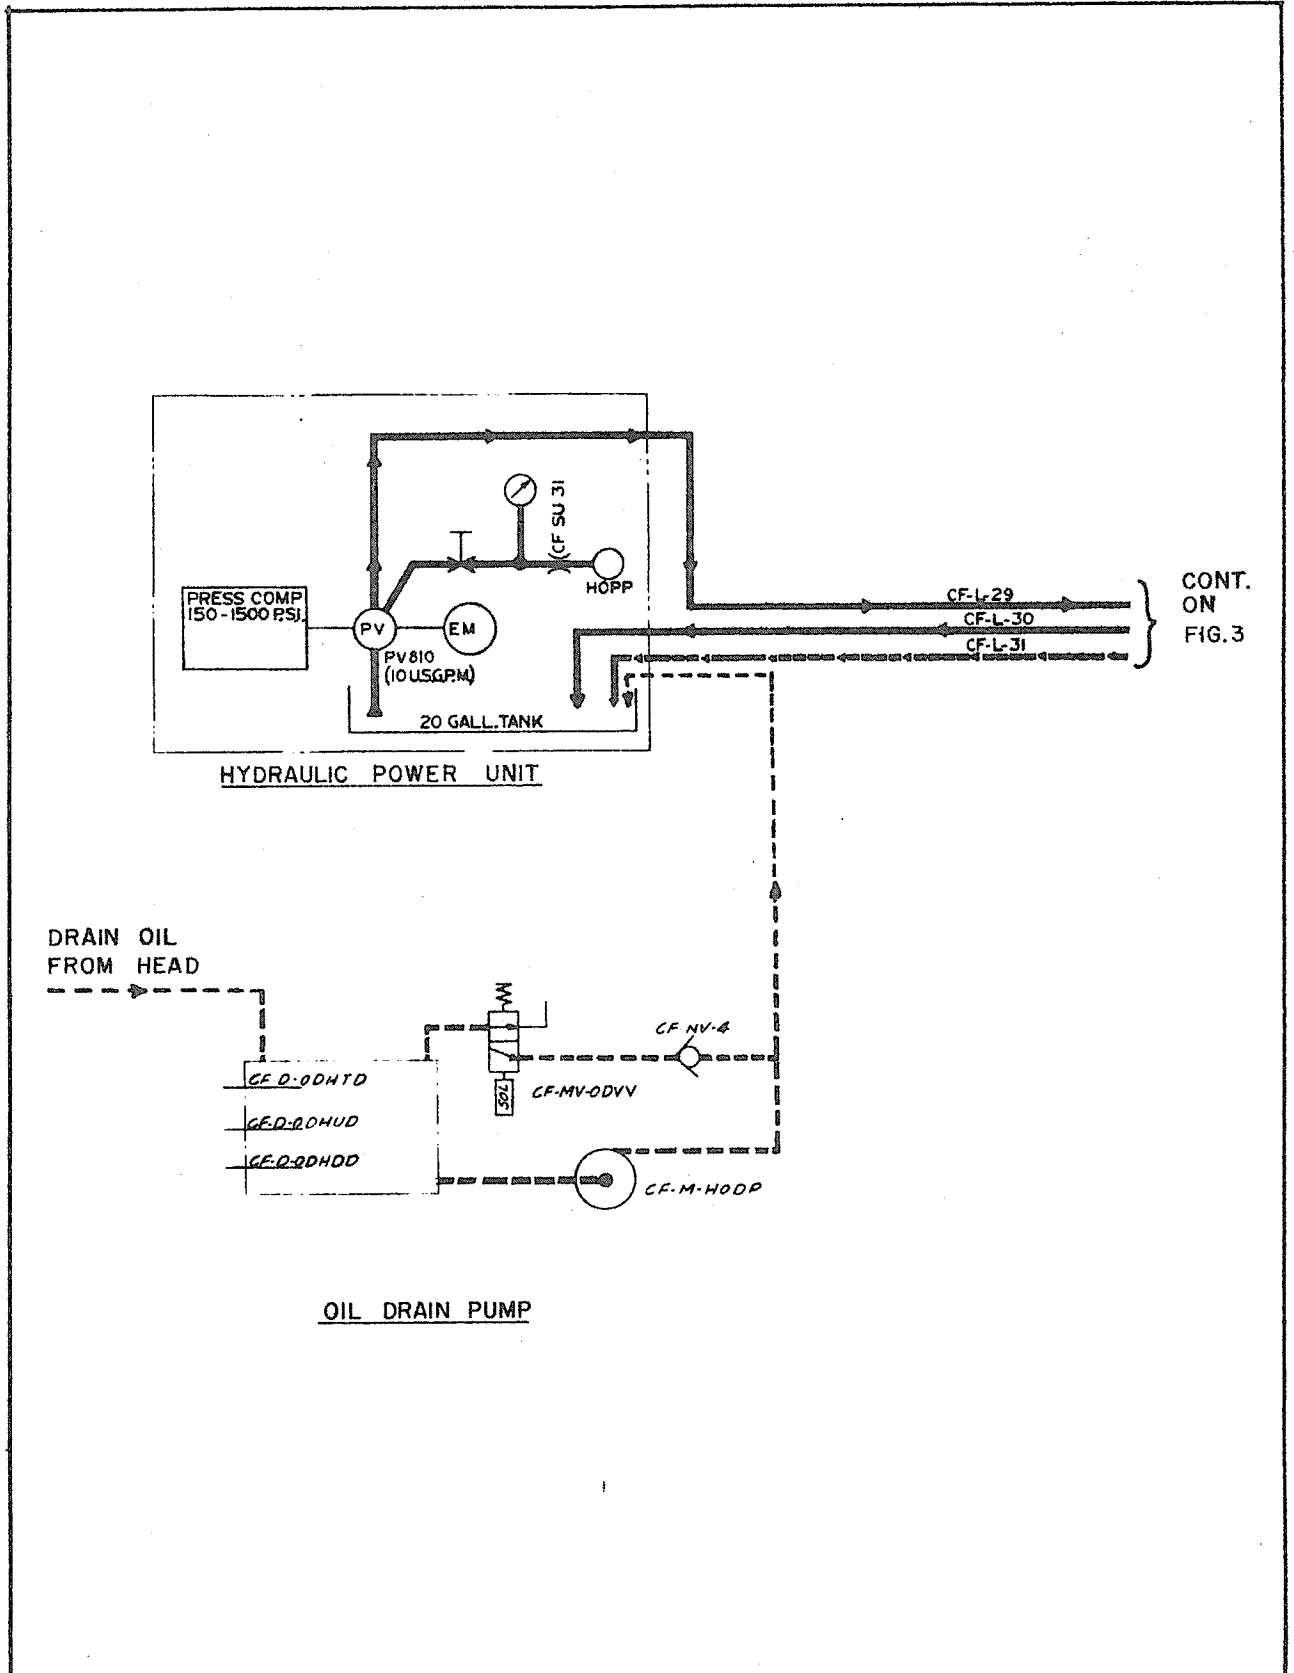 CF SU 31
HOPP
PRESS COMP
150-1500 P.S.I.
PV
EM
PV810
(10 U.S.G.P.M)
20 GALL. TANK
CF-L-29
CF-L-30
CF-L-31
CONT.
ON
FIG.3
HYDRAULIC POWER UNIT
DRAIN OIL
FROM HEAD
CF NV-4
SOL
CF-MV-ODVV
CF-D-ODHTD
CF-D-ODHUD
CF-D-ODHDD
CF-M-HODP
OIL DRAIN PUMP